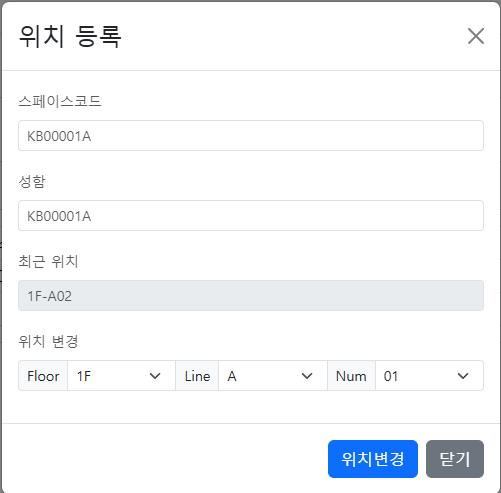 위치 등록
스페이스코드
KB00001A
성함
KB00001A
최근 위치
1F-A02
위치 변경
Floor 1F Line A Num 01
위치변경 닫기